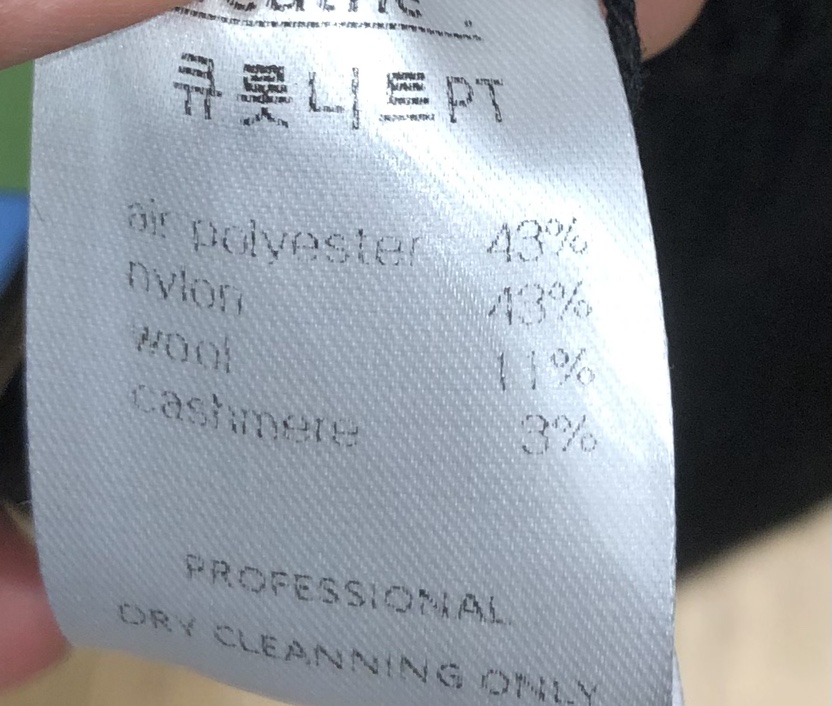 큐롯니트PT
air polyester 43%
nylon 43%
wool 11%
cashmere 3%
PROFESSIONAL
DRY CLEANNING ONLY